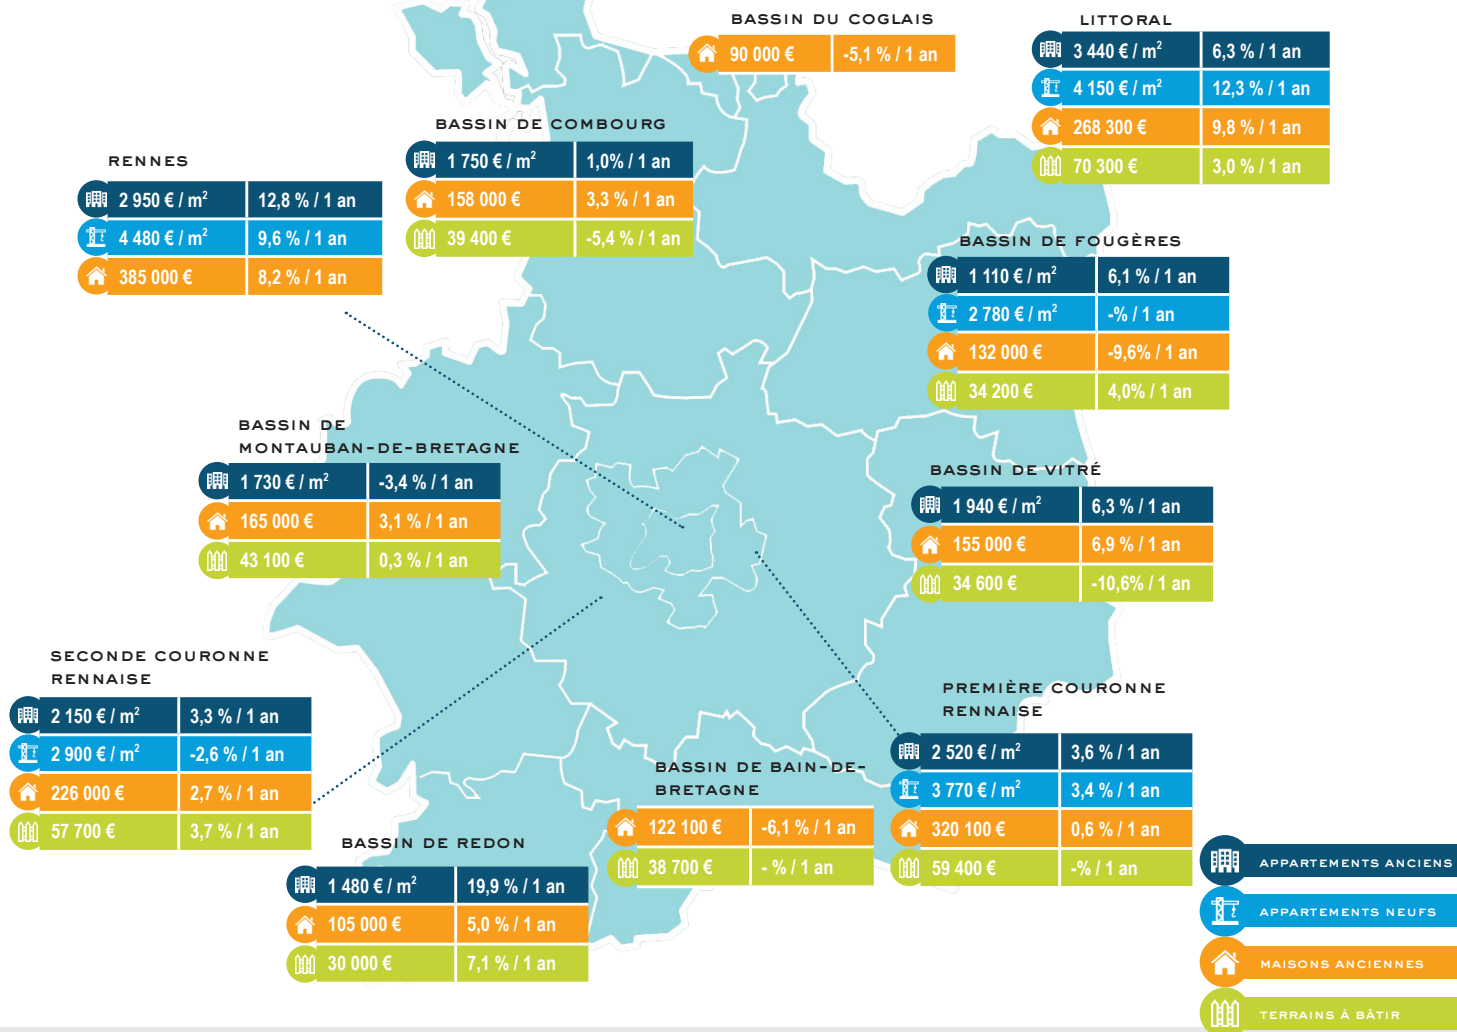 BASSIN DU COGLAIS
90 000 € -5,1 % / 1 an
LITTORAL
3 440 € / m² 6,3 % / 1 an
4 150 € / m² 12,3 % / 1 an
268 300 € 9,8 % / 1 an
70 300 € 3,0 % / 1 an
BASSIN DE COMBOURG
1 750 € / m² 1,0% / 1 an
158 000 € 3,3 % / 1 an
39 400 € -5,4 % / 1 an
RENNES
2 950 € / m² 12,8 % / 1 an
4 480 € / m² 9,6 % / 1 an
385 000 € 8,2 % / 1 an
BASSIN DE FOUGÈRES
1 110 € / m² 6,1 % / 1 an
2 780 € / m² -% / 1 an
132 000 € -9,6% / 1 an
34 200 € 4,0% / 1 an
BASSIN DE
MONTAUBAN-DE-BRETAGNE
1 730 € / m² -3,4 % / 1 an
165 000 € 3,1 % / 1 an
43 100 € 0,3 % / 1 an
BASSIN DE VITRÉ
1 940 € / m² 6,3 % / 1 an
155 000 € 6,9 % / 1 an
34 600 € -10,6% / 1 an
SECONDE COURONNE
RENNAISE
2 150 € / m² 3,3 % / 1 an
2 900 € / m² -2,6 % / 1 an
226 000 € 2,7 % / 1 an
57 700 € 3,7 % / 1 an
PREMIÈRE COURONNE
RENNAISE
2 520 € / m² 3,6 % / 1 an
3 770 € / m² 3,4 % / 1 an
320 100 € 0,6 % / 1 an
59 400 € -% / 1 an
BASSIN DE BAIN-DE-
BRETAGNE
122 100 € -6,1 % / 1 an
38 700 € - % / 1 an
BASSIN DE REDON
1 480 € / m² 19,9 % / 1 an
105 000 € 5,0 % / 1 an
30 000 € 7,1 % / 1 an
APPARTEMENTS ANCIENS
APPARTEMENTS NEUFS
MAISONS ANCIENNES
TERRAINS À BÂTIR